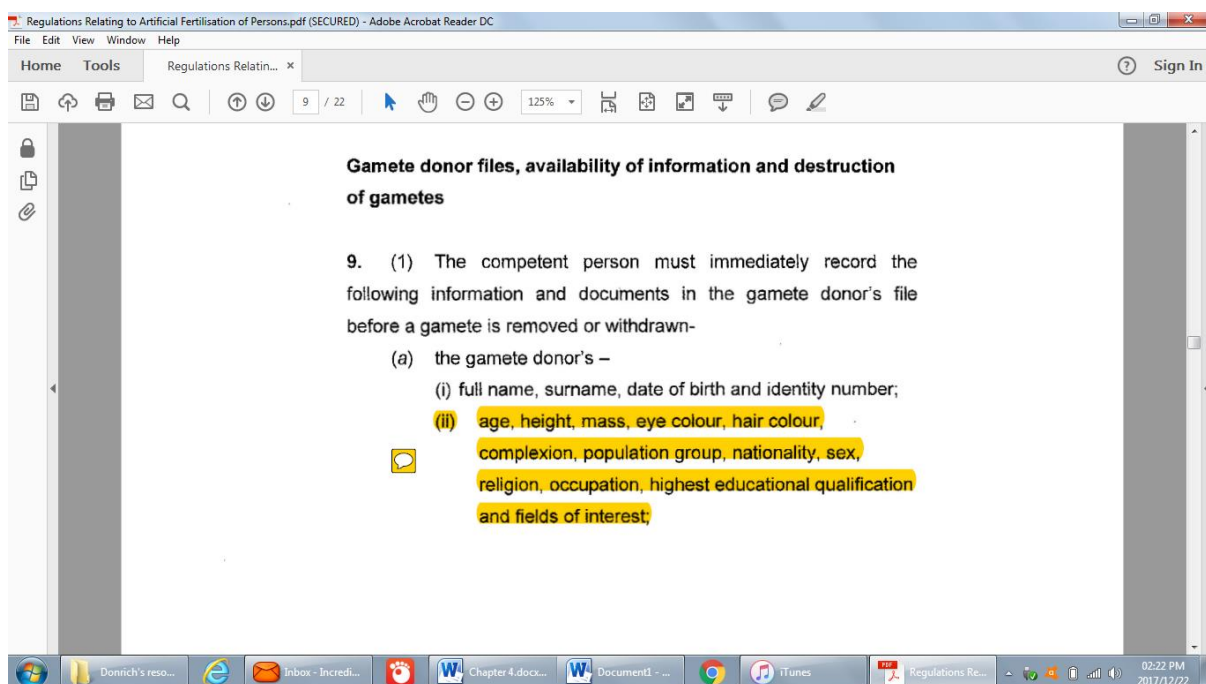 Regulations Relating to Artificial Fertilisation of Persons.pdf (SECURED) - Adobe Acrobat Reader DC
File Edit View Window Help
Home Tools Regulations Relatin... × Sign In
9 / 22 125%
Gamete donor files, availability of information and destruction
of gametes
9. (1) The competent person must immediately record the
following information and documents in the gamete donor's file
before a gamete is removed or withdrawn-
(a) the gamete donor's –
(i) full name, surname, date of birth and identity number;
(ii) age, height, mass, eye colour, hair colour,
complexion, population group, nationality, sex,
religion, occupation, highest educational qualification
and fields of interest;
Donrich's reso... Inbox - Incredi... Chapter 4.docx... Document1 - ... iTunes Regulations Re... 02:22 PM
2017/12/22